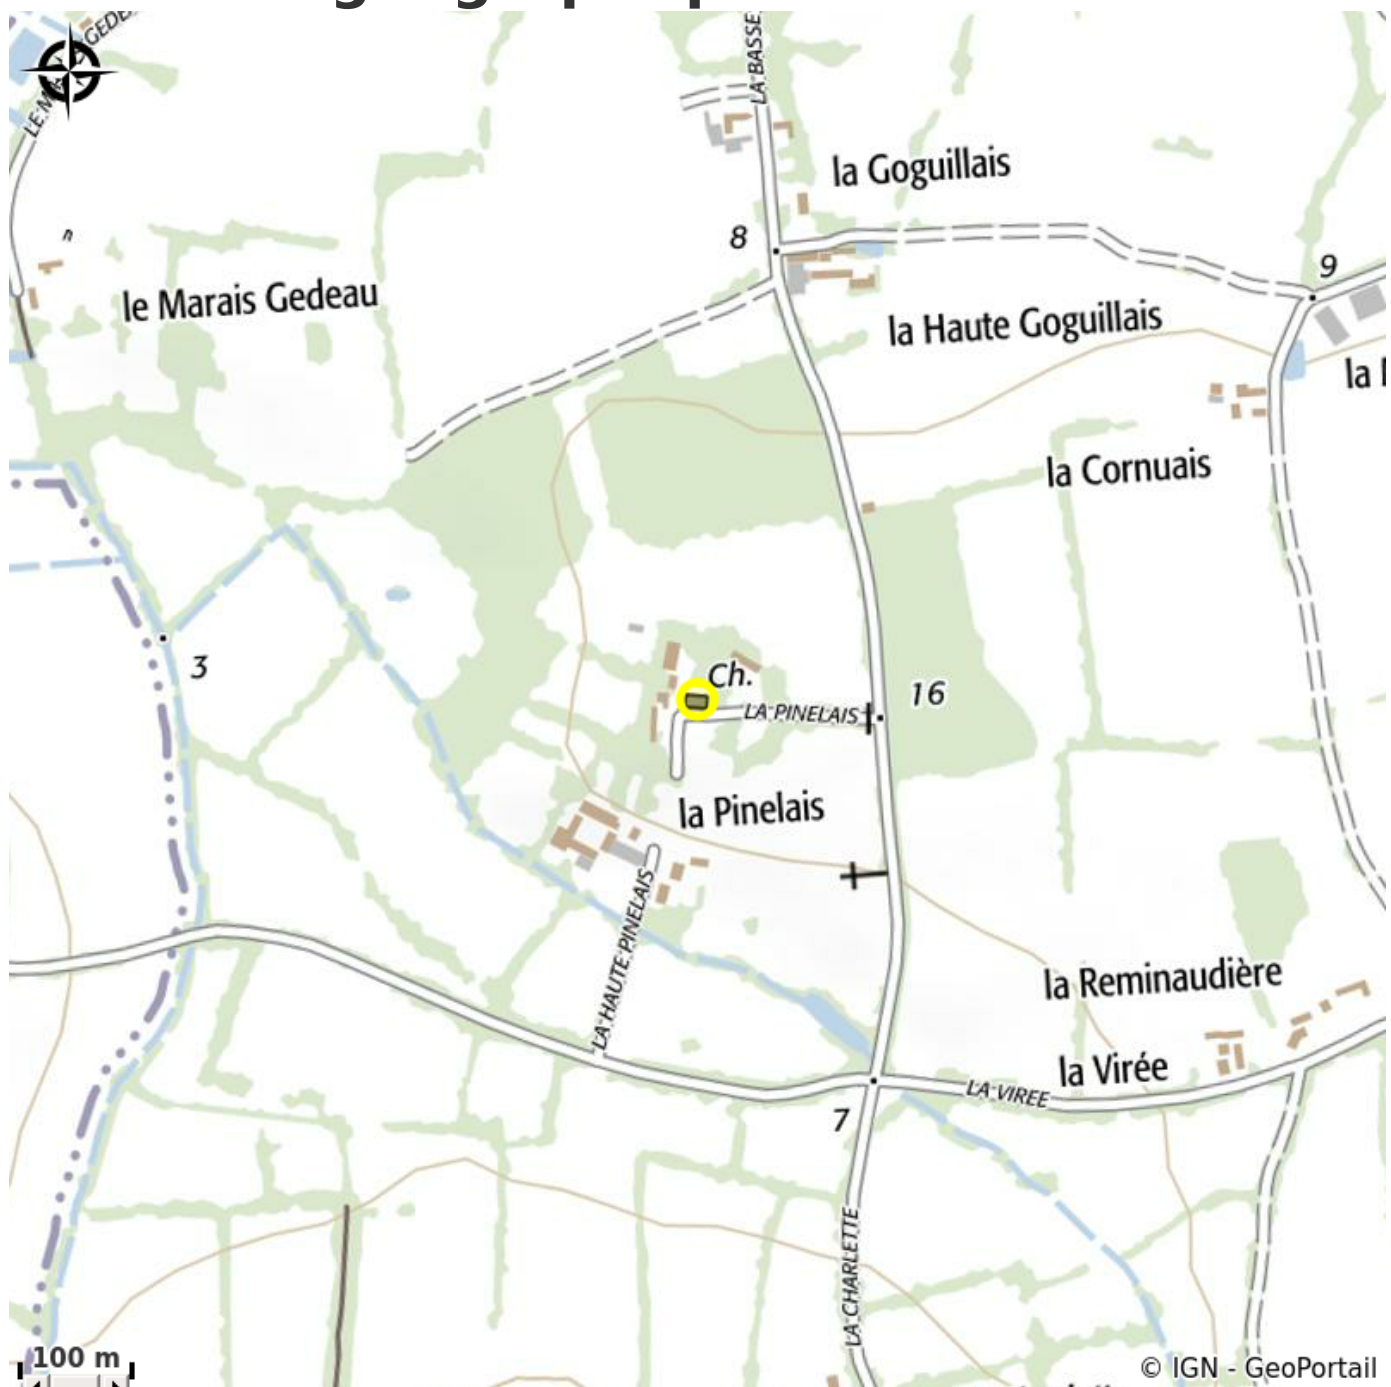 LA BASSE
la Goguillais
8
9
le Marais Gedeau
la Haute Goguillais
la
la Cornuais
3
Ch.
16
LA PINELAIS
la Pinelais
LA HAUTE PINELAIS
la Reminaudière
la Virée
LA VIREE
7
LA CHARLETTE
100 m
© IGN - GeoPortail